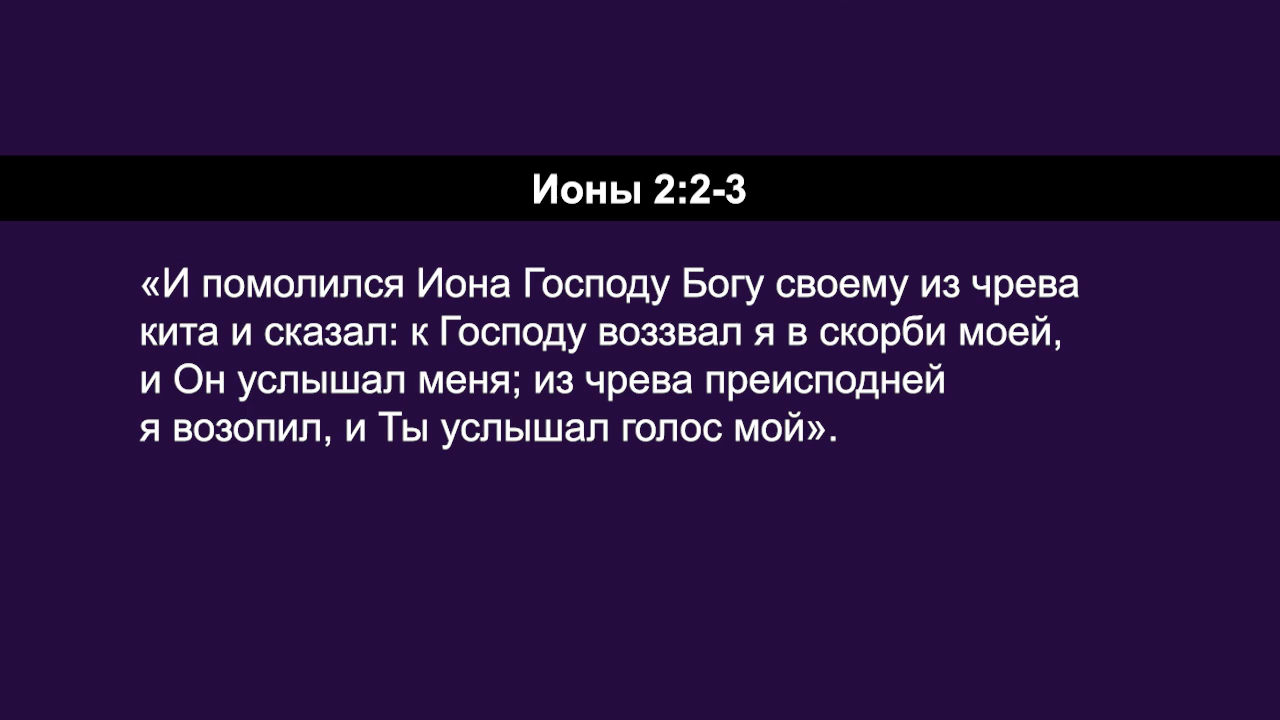 Ионы 2:2-3
«И помолился Иона Господу Богу своему из чрева
кита и сказал: к Господу воззвал я в скорби моей,
и Он услышал меня; из чрева преисподней
я возопил, и Ты услышал голос мой».